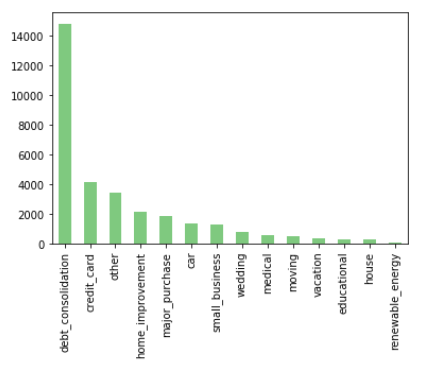 14000
12000
10000
8000
6000
4000
2000
0
debt_consolidation
credit_card
other
home_improvement
major_purchase
car
small_business
wedding
medical
moving
vacation
educational
house
renewable_energy